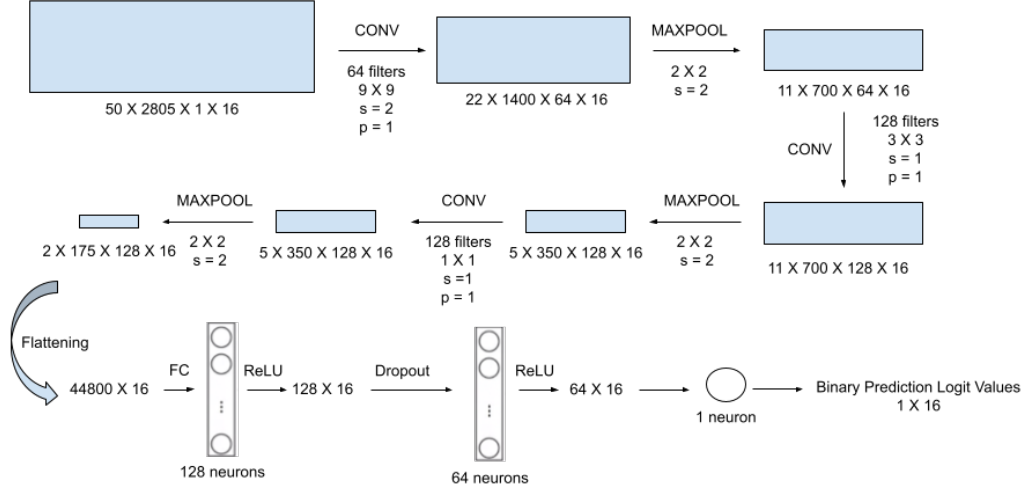 CONV
64 filters
9 X 9
s = 2
p = 1
MAXPOOL
2 X 2
s = 2
50 X 2805 X 1 X 16
22 X 1400 X 64 X 16
11 X 700 X 64 X 16
CONV
128 filters
3 X 3
s = 1
p = 1
11 X 700 X 128 X 16
MAXPOOL
2 X 2
s = 2
5 X 350 X 128 X 16
CONV
128 filters
1 X 1
s =1
p = 1
5 X 350 X 128 X 16
MAXPOOL
2 X 2
s = 2
2 X 175 X 128 X 16
Flattening
44800 X 16
FC
128 neurons
ReLU
128 X 16
Dropout
64 neurons
ReLU
64 X 16
1 neuron
Binary Prediction Logit Values
1 X 16